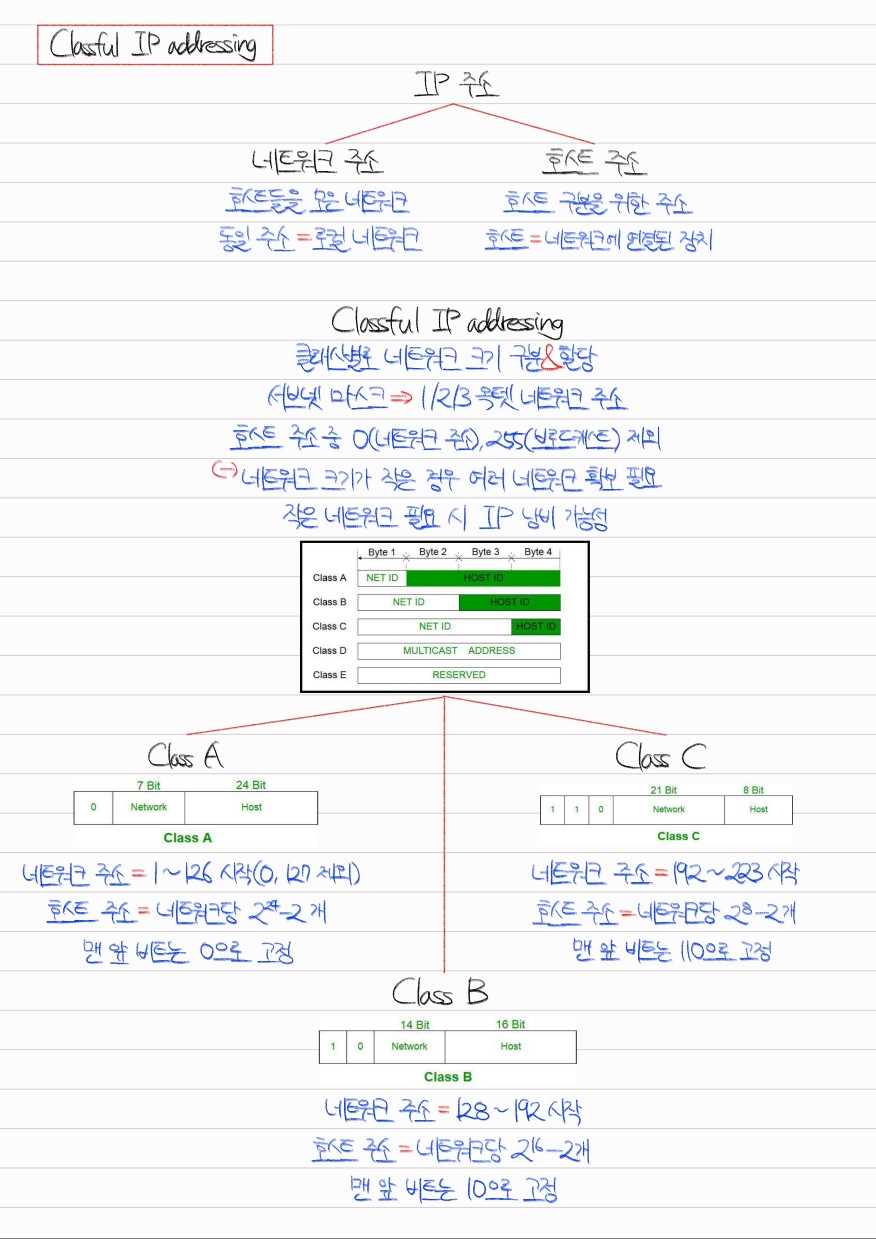 Classful IP addressing
IP 주소
네트워크 주소
호스트들을 모은 네트워크
동일 주소 = 로컬 네트워크
호스트 주소
호스트 구분을 위한 주소
호스트 = 네트워크에 연결된 장치
Classful IP addressing
클래스별로 네트워크 크기 구분&할당
서브넷 마스크 ⇒ 1/2/3 옥텟 네트워크 주소
호스트 주소 중 0(네트워크 주소), 255(브로드캐스트) 제외
(-) 네트워크 크기가 작은 경우 여러 네트워크 확보 필요
작은 네트워크 필요 시 IP 낭비 가능성
Byte 1 Byte 2 Byte 3 Byte 4
Class A NET ID HOST ID
Class B NET ID HOST ID
Class C NET ID HOST ID
Class D MULTICAST ADDRESS
Class E RESERVED
Class A
7 Bit 24 Bit
0 Network Host
Class A
네트워크 주소 = 1~126 시작(0, 127 제외)
호스트 주소 = 네트워크당 2²⁴-2개
맨 앞 비트는 0으로 고정
Class C
21 Bit 8 Bit
1 1 0 Network Host
Class C
네트워크 주소 = 192~223 시작
호스트 주소 = 네트워크당 2⁸-2개
맨 앞 비트는 110으로 고정
Class B
14 Bit 16 Bit
1 0 Network Host
Class B
네트워크 주소 = 128~192 시작
호스트 주소 = 네트워크당 2¹⁶-2개
맨 앞 비트는 10으로 고정